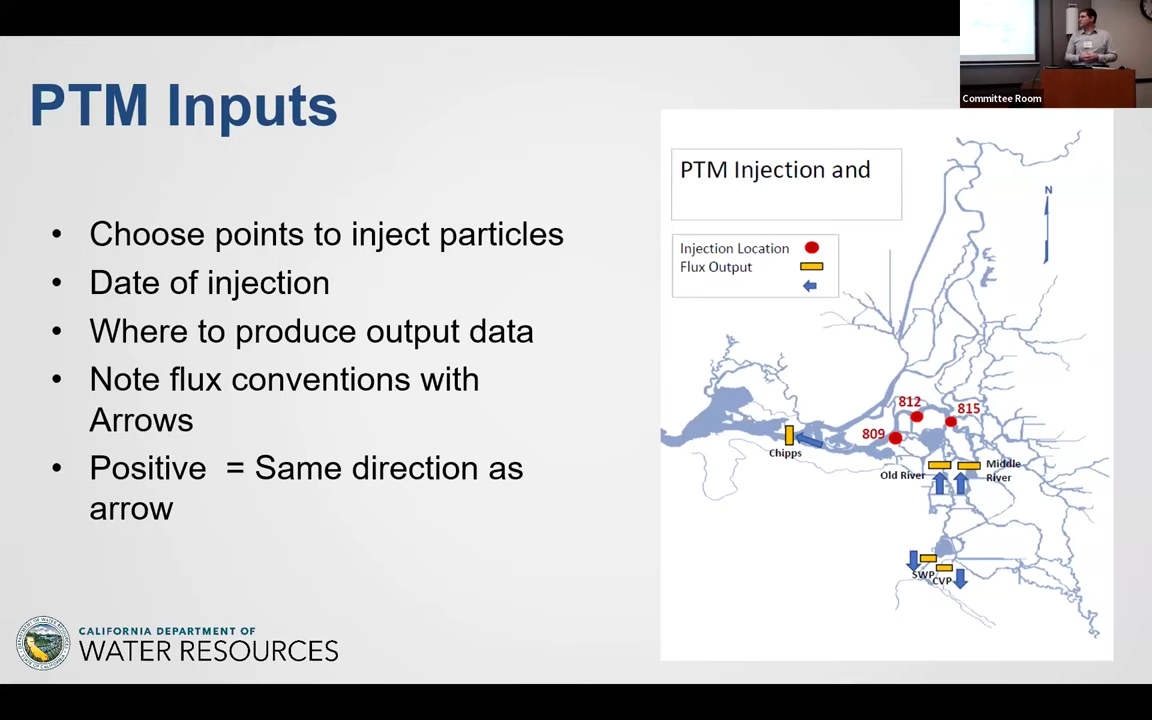 PTM Inputs
• Choose points to inject particles
• Date of injection
• Where to produce output data
• Note flux conventions with
Arrows
• Positive = Same direction as
arrow
CALIFORNIA DEPARTMENT OF
WATER RESOURCES
Committee Room
PTM Injection and
Injection Location
Flux Output
N
812
815
809
Chipps
Old River
Middle
River
SWP
CVP